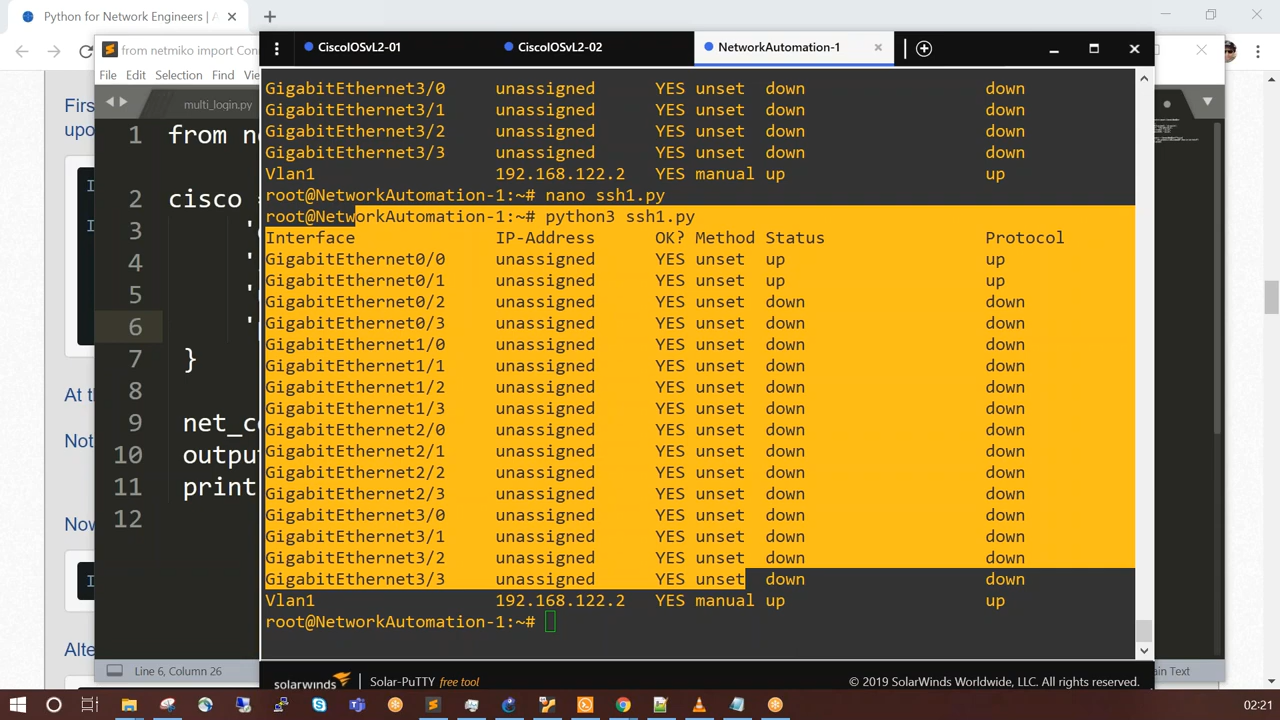 Python for Network Engineers | A
from netmiko import Con
CiscoIOSvL2-01
CiscoIOSvL2-02
NetworkAutomation-1
File Edit Selection Find Vie
multi_login.py
Firs
upo
At th
Not
Nov
Alte
1 from ne
2 cisco =
3 'd
4 '
5 '
6 '
7 }
8
9 net_co
10 outpu
11 print
12
GigabitEthernet3/0 unassigned YES unset down down
GigabitEthernet3/1 unassigned YES unset down down
GigabitEthernet3/2 unassigned YES unset down down
GigabitEthernet3/3 unassigned YES unset down down
Vlan1 192.168.122.2 YES manual up up
root@NetworkAutomation-1:~# nano ssh1.py
root@NetworkAutomation-1:~# python3 ssh1.py
Interface IP-Address OK? Method Status Protocol
GigabitEthernet0/0 unassigned YES unset up up
GigabitEthernet0/1 unassigned YES unset up up
GigabitEthernet0/2 unassigned YES unset down down
GigabitEthernet0/3 unassigned YES unset down down
GigabitEthernet1/0 unassigned YES unset down down
GigabitEthernet1/1 unassigned YES unset down down
GigabitEthernet1/2 unassigned YES unset down down
GigabitEthernet1/3 unassigned YES unset down down
GigabitEthernet2/0 unassigned YES unset down down
GigabitEthernet2/1 unassigned YES unset down down
GigabitEthernet2/2 unassigned YES unset down down
GigabitEthernet2/3 unassigned YES unset down down
GigabitEthernet3/0 unassigned YES unset down down
GigabitEthernet3/1 unassigned YES unset down down
GigabitEthernet3/2 unassigned YES unset down down
GigabitEthernet3/3 unassigned YES unset down down
Vlan1 192.168.122.2 YES manual up up
root@NetworkAutomation-1:~#
Line 6, Column 26
ain Text
solarwinds Solar-PuTTY free tool
© 2019 SolarWinds Worldwide, LLC. All rights reserved.
02:21